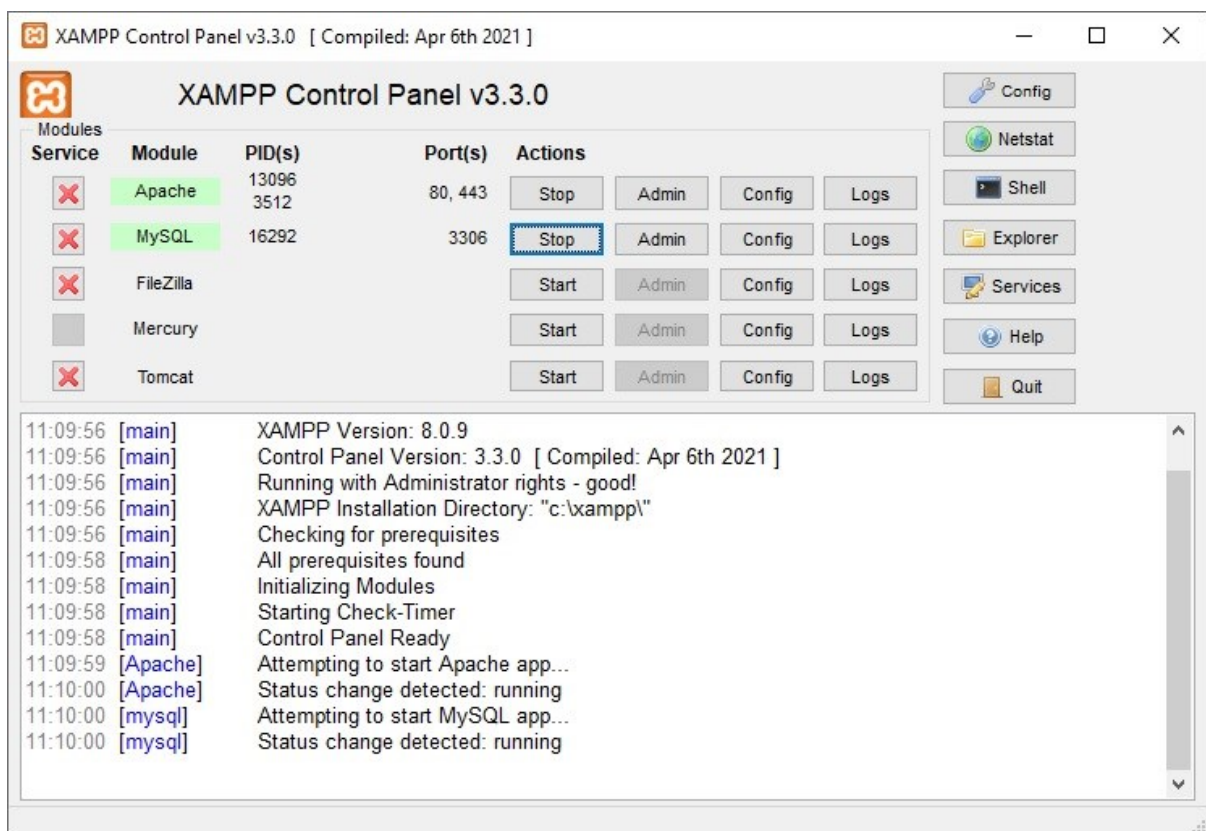 XAMPP Control Panel v3.3.0 [ Compiled: Apr 6th 2021 ]
XAMPP Control Panel v3.3.0
Config
Modules
Service Module PID(s) Port(s) Actions
Netstat
Apache 13096 3512 80, 443 Stop Admin Config Logs
Shell
MySQL 16292 3306 Stop Admin Config Logs
Explorer
FileZilla Start Admin Config Logs
Services
Mercury Start Admin Config Logs
Help
Tomcat Start Admin Config Logs
Quit
11:09:56 [main] XAMPP Version: 8.0.9
11:09:56 [main] Control Panel Version: 3.3.0 [ Compiled: Apr 6th 2021 ]
11:09:56 [main] Running with Administrator rights - good!
11:09:56 [main] XAMPP Installation Directory: "c:\xampp\"
11:09:56 [main] Checking for prerequisites
11:09:58 [main] All prerequisites found
11:09:58 [main] Initializing Modules
11:09:58 [main] Starting Check-Timer
11:09:58 [main] Control Panel Ready
11:09:59 [Apache] Attempting to start Apache app...
11:10:00 [Apache] Status change detected: running
11:10:00 [mysql] Attempting to start MySQL app...
11:10:00 [mysql] Status change detected: running